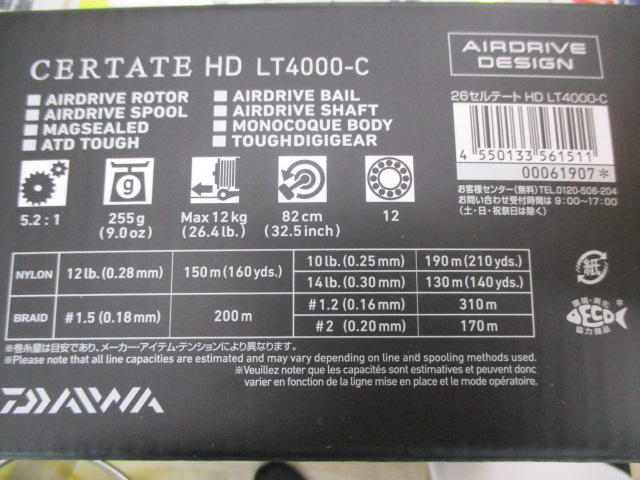 AIRDRIVE
DESIGN
CERTATE HD LT4000-C
■ AIRDRIVE ROTOR
■ AIRDRIVE SPOOL
■ MAGSEALED
■ ATD TOUGH
■ AIRDRIVE BAIL
■ AIRDRIVE SHAFT
■ MONOCOQUE BODY
■ TOUGHDIGIGEAR
26セルテート HD LT4000-C
4 550133 561511
00061907*
お客様センター(無料)TEL.0120-506-204
お問い合わせ受付時間は 9:00~17:00
(土・日・祝祭日は除く)
g
5.2 : 1
255g
(9.0oz)
Max 12kg
(26.4lb.)
82cm
(32.5inch)
12
NYLON 12lb. (0.28mm) 150m (160yds.) 10lb. (0.25mm) 190m (210yds.)
14lb. (0.30mm) 130m (140yds.)
BRAID #1.5 (0.18mm) 200m #1.2 (0.16mm) 310m
#2 (0.20mm) 170m
紙
環境・美化
ECO
協力商品
※巻糸量は目安であり、メーカー・アイテム・テンションにより異なります。
※Please note that all line capacities are estimated and may vary depending on line and spooling methods used.
※Veuillez noter que les capacités sont estimatives et peuvent donc
varier en fonction de la ligne mise en place et le mode opératoire.
DAIWA